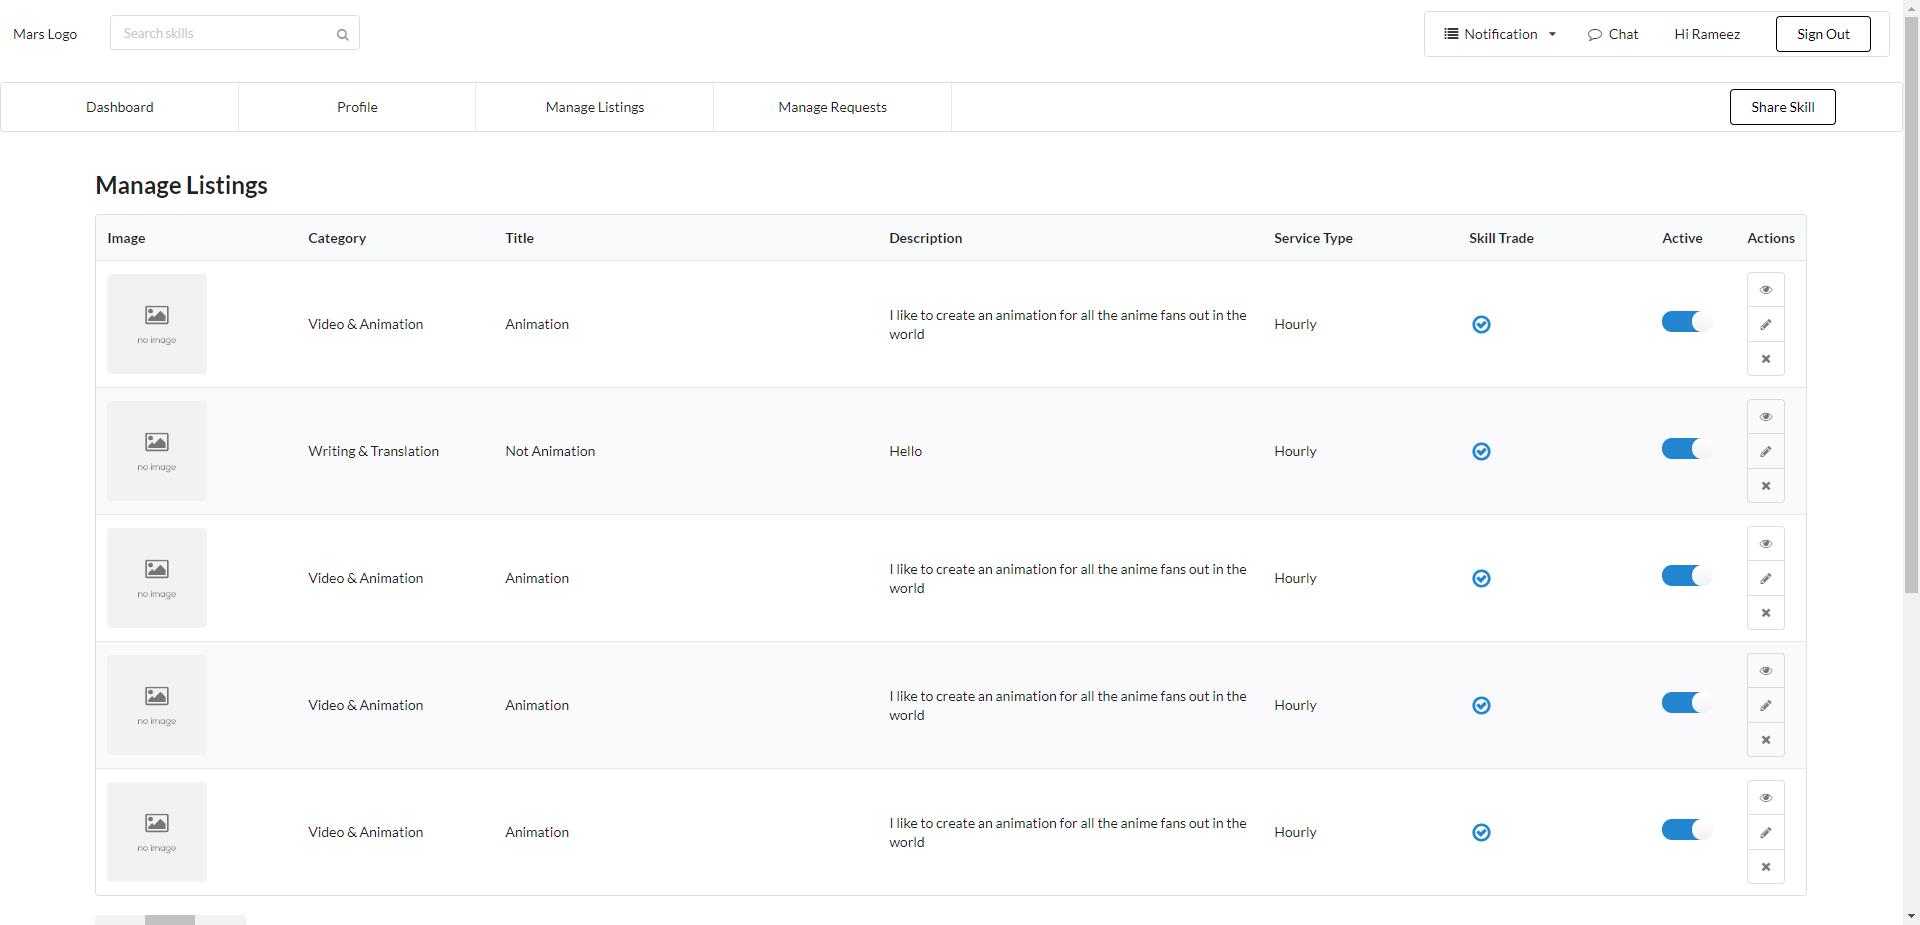 Mars Logo
Search skills
Notification
Chat
Hi Rameez
Sign Out
Dashboard
Profile
Manage Listings
Manage Requests
Share Skill
Manage Listings
Image Category Title Description Service Type Skill Trade Active Actions
no image
Video & Animation
Animation
I like to create an animation for all the anime fans out in the
world
Hourly
no image
Writing & Translation
Not Animation
Hello
Hourly
no image
Video & Animation
Animation
I like to create an animation for all the anime fans out in the
world
Hourly
no image
Video & Animation
Animation
I like to create an animation for all the anime fans out in the
world
Hourly
no image
Video & Animation
Animation
I like to create an animation for all the anime fans out in the
world
Hourly